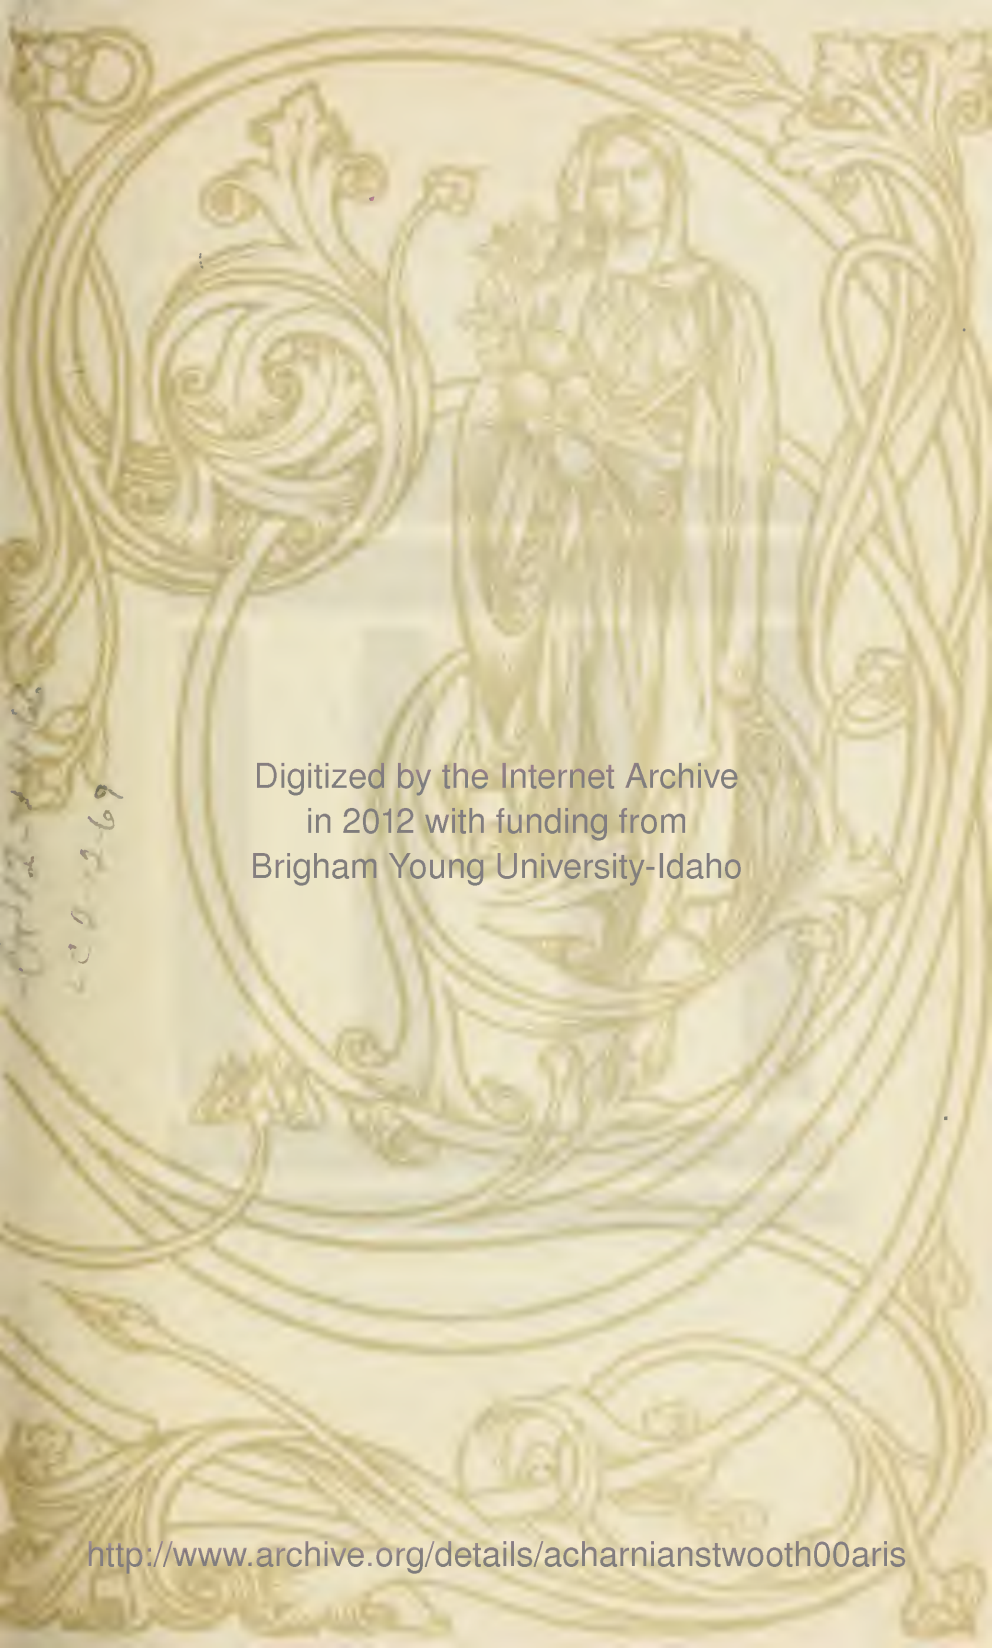 Digitized by the Internet Archive
in 2012 with funding from
Brigham Young University-Idaho
http://www.archive.org/details/acharnianstwooth00aris